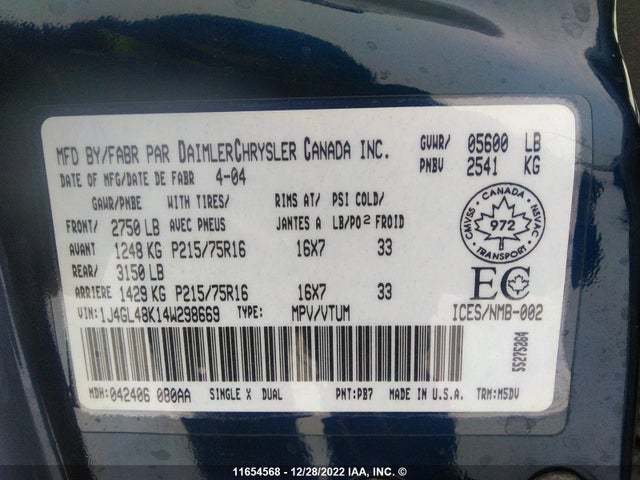 MFD BY/FABR PAR DAIMLERCHRYSLER CANADA INC.
GVWR/ 05600 LB
PNBV 2541 KG
DATE OF MFG/DATE DE FABR 4-04
GAWR/PNBE WITH TIRES/ RIMS AT/ PSI COLD/
FRONT/ 2750 LB AVEC PNEUS JANTES A LB/PO2 FROID
AVANT 1248 KG P215/75R16 16X7 33
REAR/ 3150 LB
ARRIERE 1429 KG P215/75R16 16X7 33
CANADA
CMVSS 972 NSVAC
TRANSPORT
EC
ICES/NMB-002
VIN:1J4GL48K14W298669 TYPE: MPV/VTUM
55275264
MDH:042406 080AA SINGLE X DUAL PNT:PB7 MADE IN U.S.A. TRM:M5DV
11654568 - 12/28/2022 IAA, Inc. ©